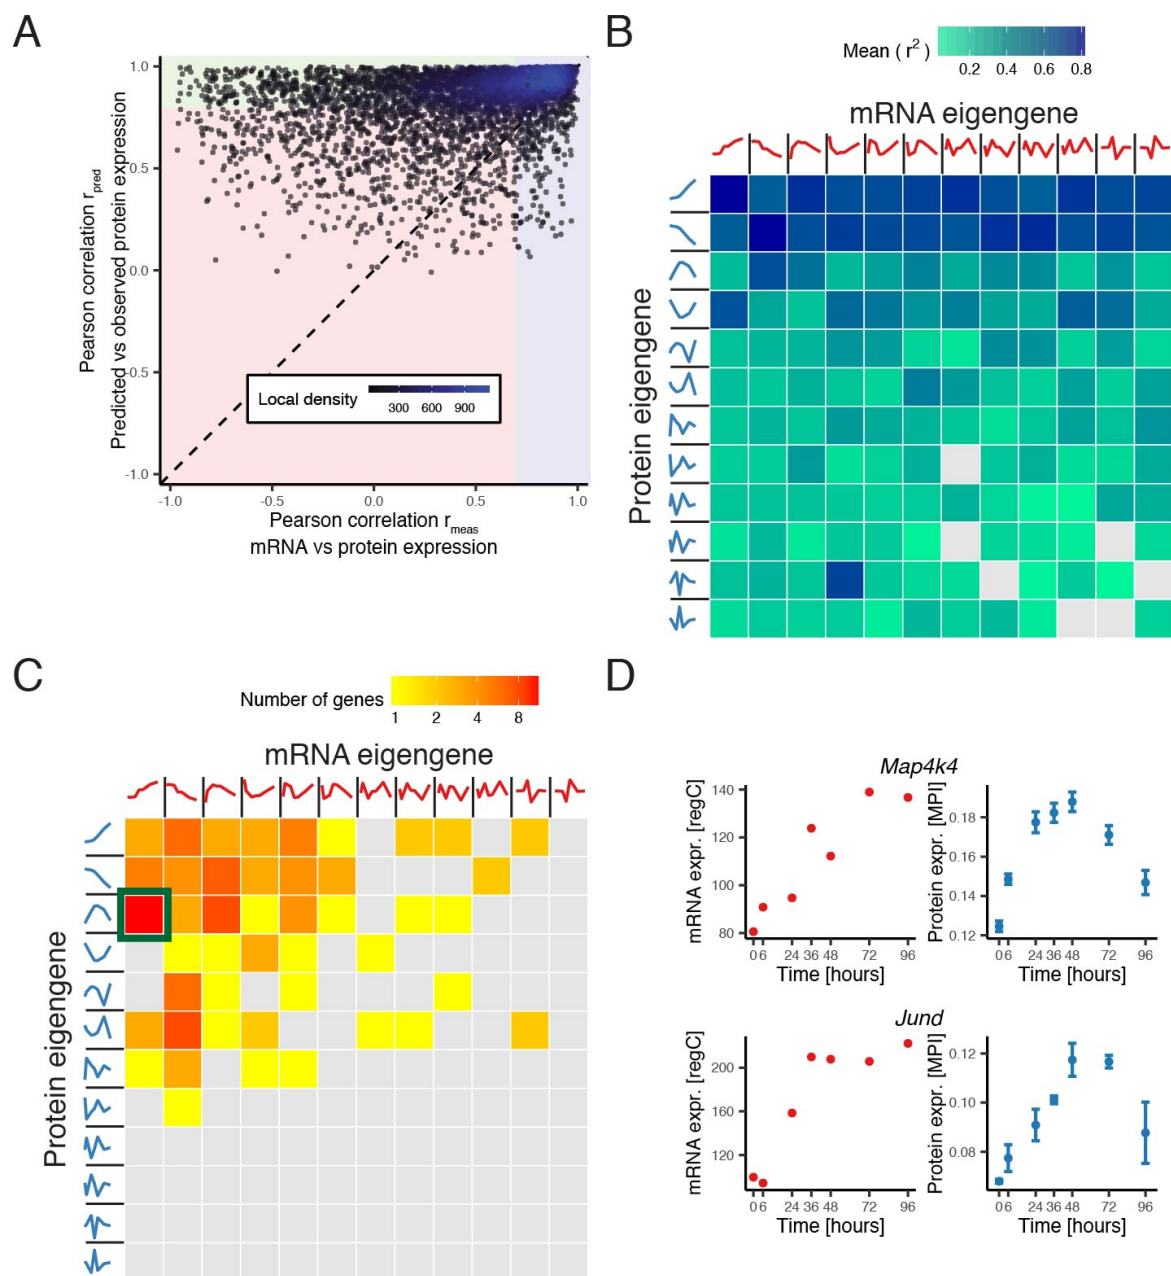 A
Pearson correlation r_pred
Predicted vs observed protein expression
1.0
0.5
0.0
-0.5
-1.0
Local density
300 600 900
-1.0 -0.5 0.0 0.5 1.0
Pearson correlation r_meas
mRNA vs protein expression
B
Mean ( r² )
0.2 0.4 0.6 0.8
mRNA eigengene
Protein eigengene
C
Number of genes
1 2 4 8
mRNA eigengene
Protein eigengene
D
Map4k4
mRNA expr. [regC]
140
120
100
80
0 6 24 36 48 72 96
Time [hours]
Protein expr. [MPI]
0.18
0.16
0.14
0.12
0 6 24 36 48 72 96
Time [hours]
Jund
mRNA expr. [regC]
200
160
120
0 6 24 36 48 72 96
Time [hours]
Protein expr. [MPI]
0.12
0.10
0.08
0 6 24 36 48 72 96
Time [hours]